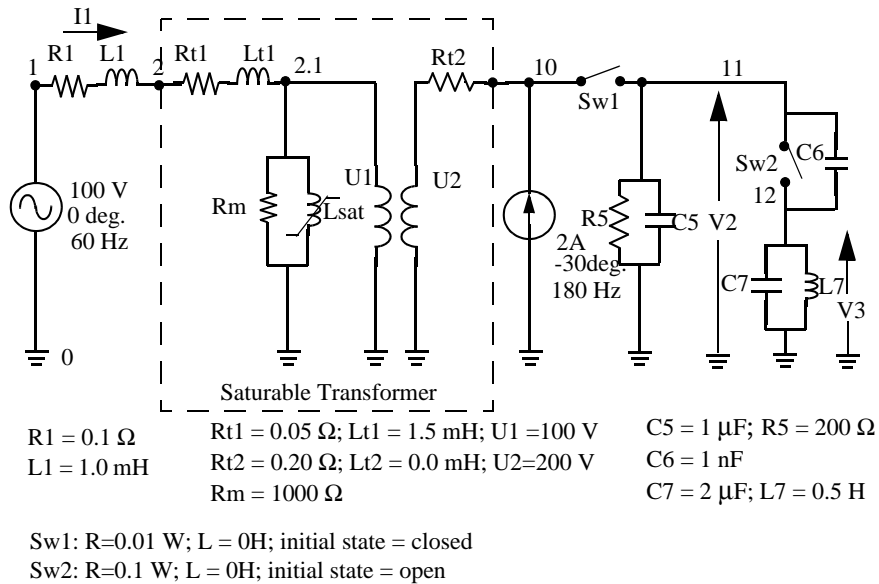 I1
R1 L1 Rt1 Lt1 Rt2
1 2 2.1 10 11
Sw1
100 V
0 deg.
60 Hz
Rm Lsat U1 U2
2A
-30deg.
180 Hz
R5 C5 V2
Sw2 C6
12
C7 L7 V3
0
Saturable Transformer
R1 = 0.1 Ω
L1 = 1.0 mH
Rt1 = 0.05 Ω; Lt1 = 1.5 mH; U1 =100 V
Rt2 = 0.20 Ω; Lt2 = 0.0 mH; U2=200 V
Rm = 1000 Ω
C5 = 1 μF; R5 = 200 Ω
C6 = 1 nF
C7 = 2 μF; L7 = 0.5 H
Sw1: R=0.01 W; L = 0H; initial state = closed
Sw2: R=0.1 W; L = 0H; initial state = open